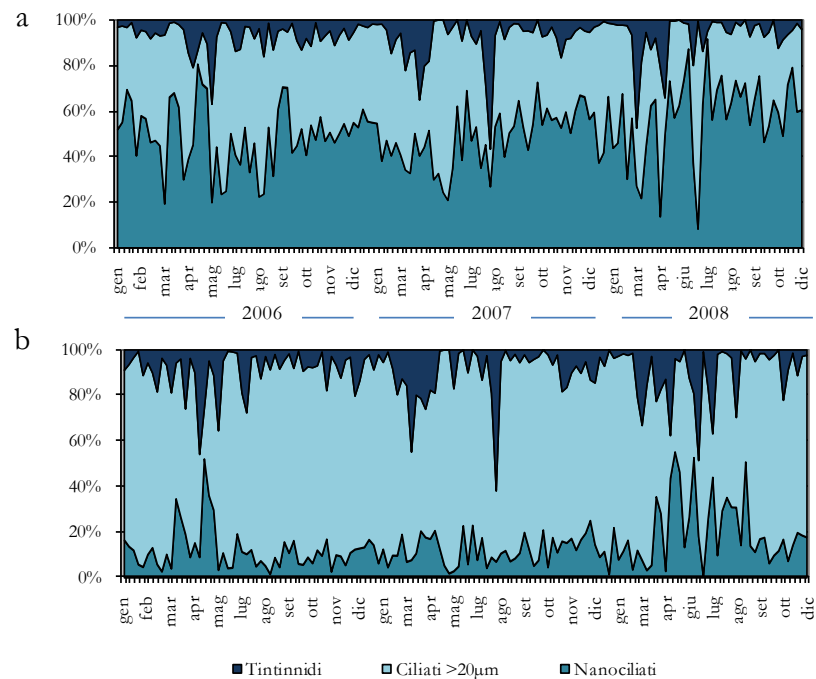 a
100%
80%
60%
40%
20%
0%
gen feb mar apr mag lug ago set ott nov dic gen mar apr mag lug ago set ott nov dic gen mar apr giu lug ago set ott dic
2006 2007 2008
b
100%
80%
60%
40%
20%
0%
gen feb mar apr mag lug ago set ott nov dic gen mar apr mag lug ago set ott nov dic gen mar apr giu lug ago set ott dic
Tintinnidi Ciliati >20μm Nanociliati